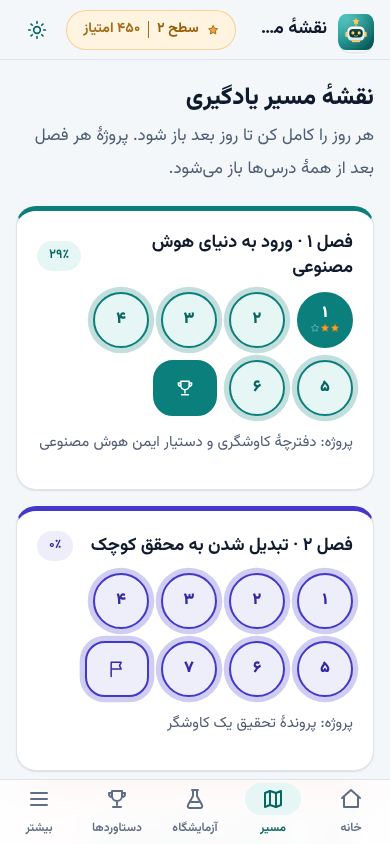 نقشهٔ م...
سطح ۲ | ۴۵۰ امتیاز
نقشهٔ مسیر یادگیری
هر روز را کامل کن تا روز بعد باز شود. پروژهٔ هر فصل
بعد از همهٔ درس‌ها باز می‌شود.
فصل ۱ · ورود به دنیای هوش
مصنوعی
۲۹٪
۱ ۲ ۳ ۴
۵ ۶
پروژه: دفترچهٔ کاوشگری و دستیار ایمن هوش مصنوعی
فصل ۲ · تبدیل شدن به محقق کوچک
۰٪
۱ ۲ ۳ ۴
۵ ۶ ۷
پروژه: پروندهٔ تحقیق یک کاوشگر
خانه مسیر آزمایشگاه دستاوردها بیشتر